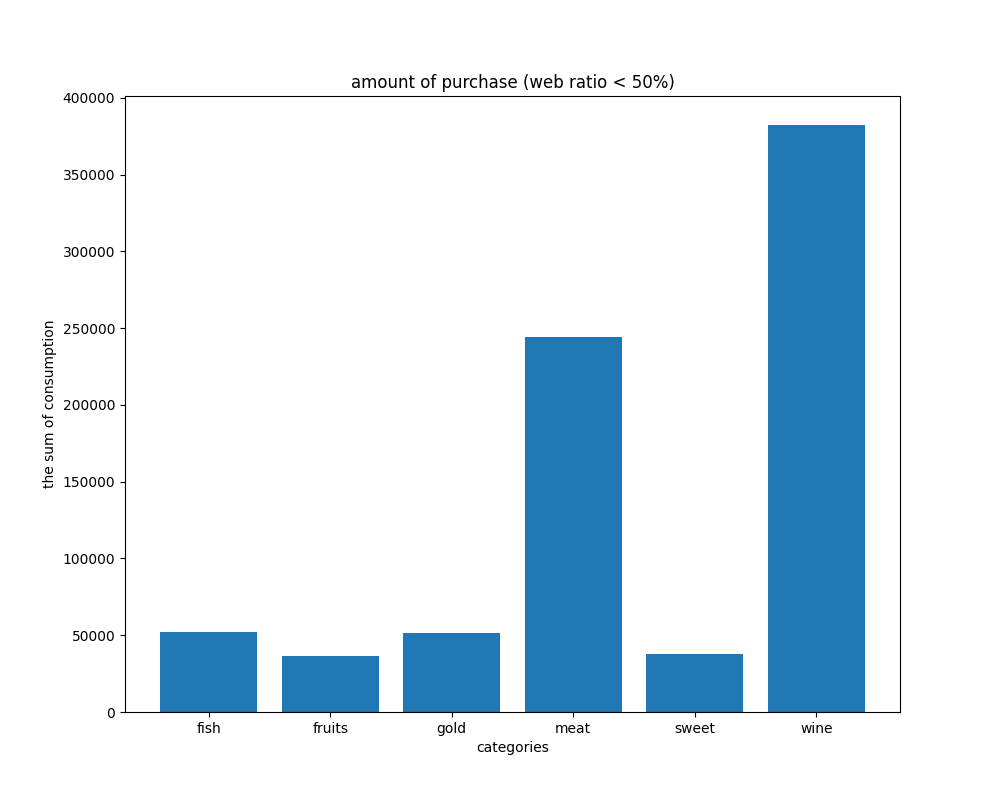 amount of purchase (web ratio < 50%)
400000
350000
300000
250000
200000
150000
100000
50000
0
the sum of consumption
fish fruits gold meat sweet wine
categories